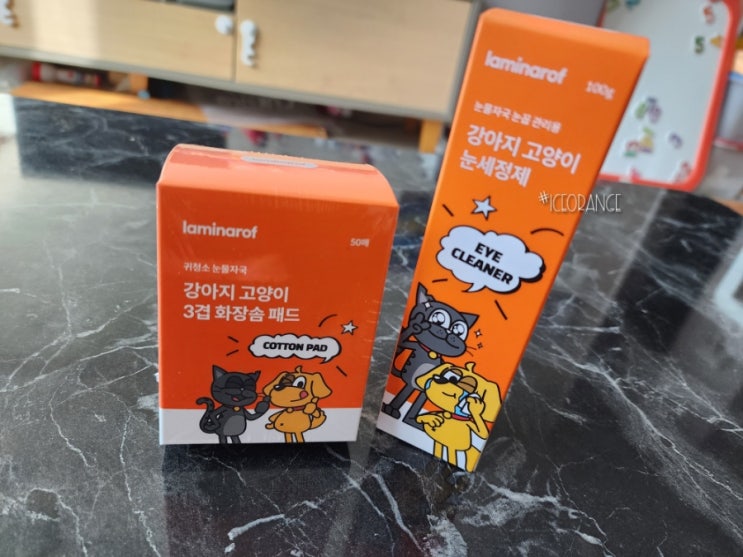 laminarof
50매
귀청소 눈물자국
강아지 고양이
3겹 화장솜 패드
COTTON PAD
laminarof
100g
눈물자국 눈꼽 관리용
강아지 고양이
눈세정제
EYE
CLEANER
#ICEORANGE